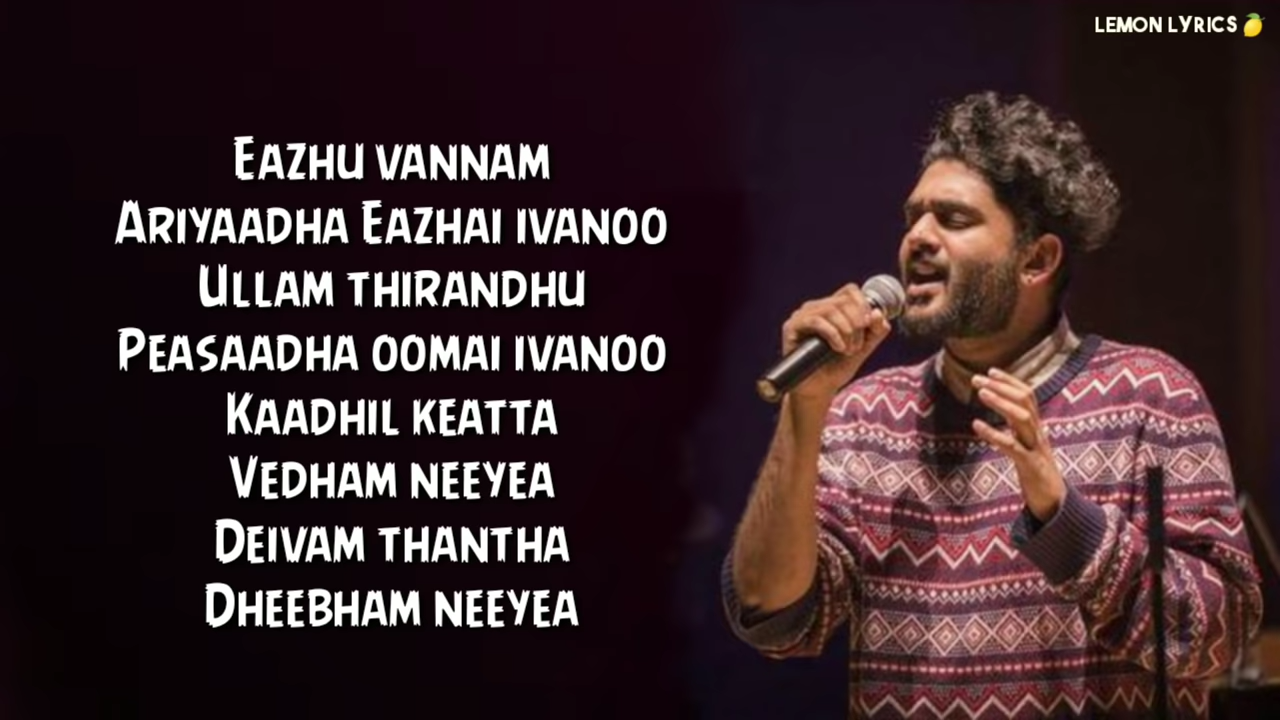 LEMON LYRICS🍋
EAZHU VANNAM
ARIYAADHA EAZHAI IVANOO
ULLAM THIRANDHU
PEASAADHA OOMAI IVANOO
KAADHIL KEATTA
VEDHAM NEEYEA
DEIVAM THANTHA
DHEEBHAM NEEYEA